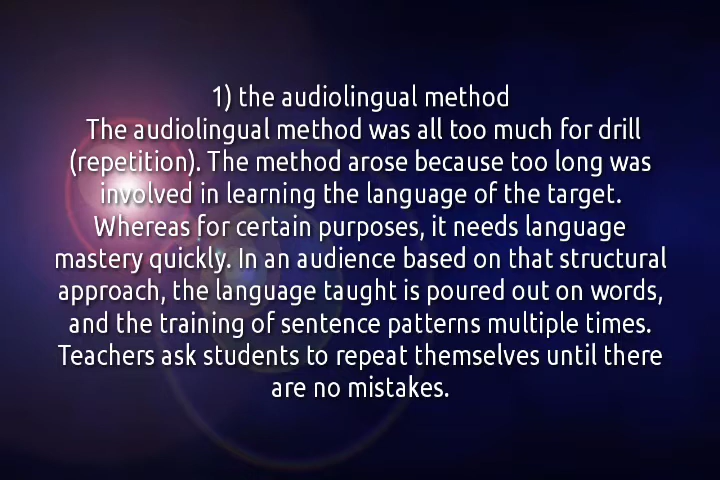 1) the audiolingual method
The audiolingual method was all too much for drill
(repetition). The method arose because too long was
involved in learning the language of the target.
Whereas for certain purposes, it needs language
mastery quickly. In an audience based on that structural
approach, the language taught is poured out on words,
and the training of sentence patterns multiple times.
Teachers ask students to repeat themselves until there
are no mistakes.